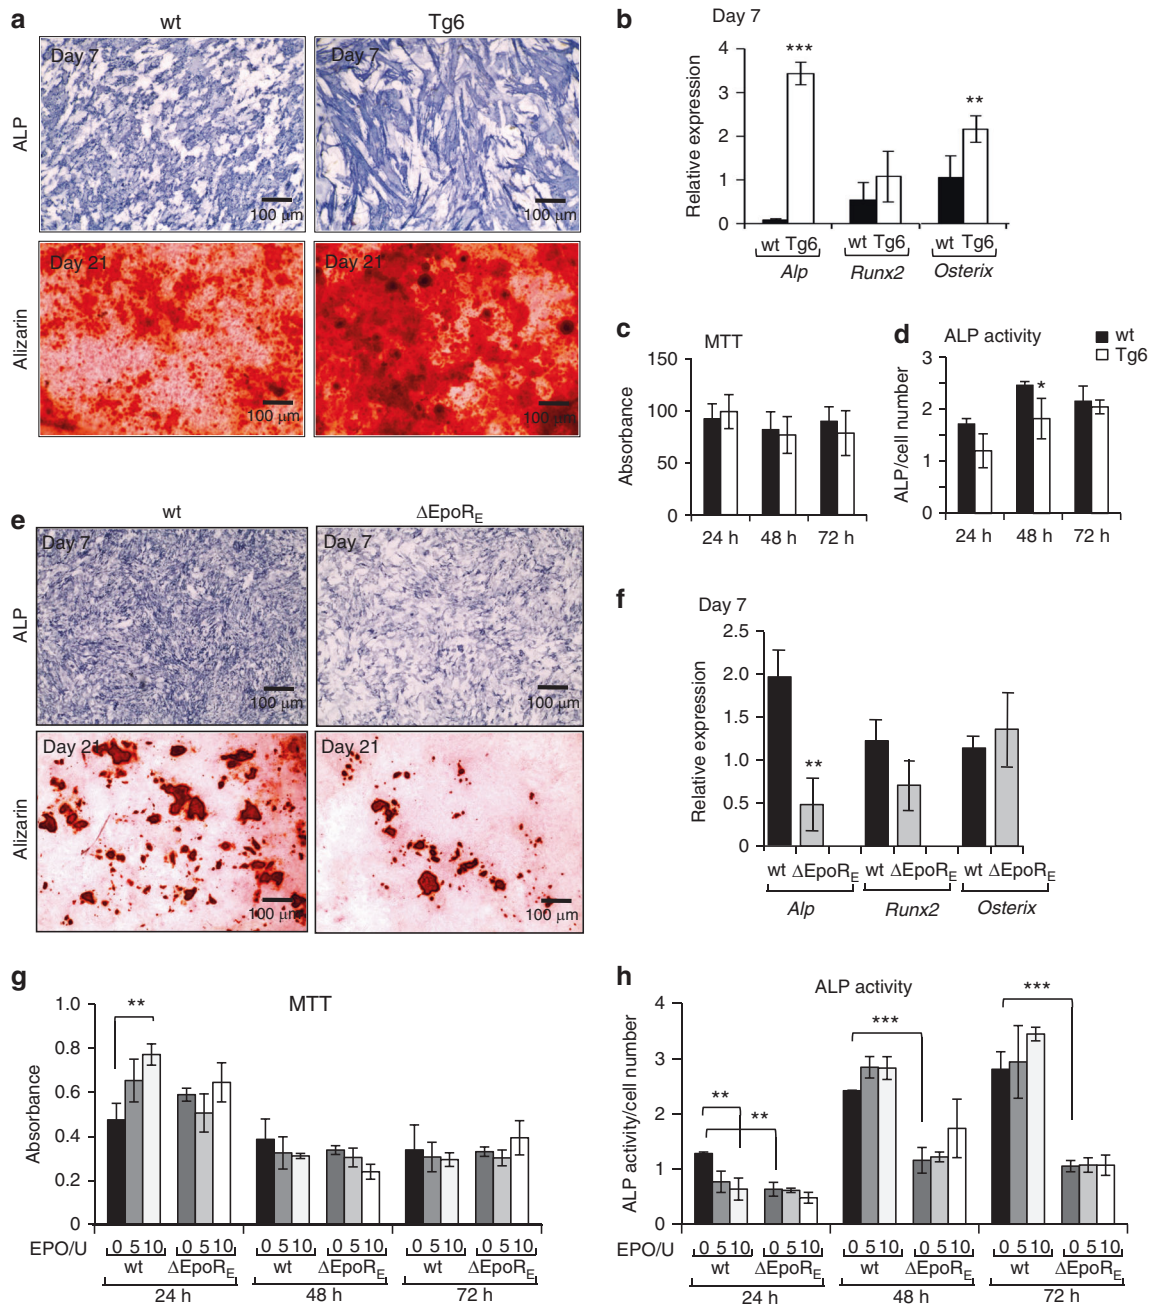 a
wt
Tg6
Day 7
Day 7
ALP
100 µm
100 µm
Day 21
Day 21
Alizarin
100 µm
100 µm
b
Day 7
Relative expression
4
3
2
1
0
***
**
wt Tg6
wt Tg6
wt Tg6
Alp
Runx2
Osterix
c
MTT
Absorbance
150
100
50
0
24 h
48 h
72 h
d
ALP activity
wt
Tg6
ALP/cell number
3
2
1
0
*
24 h
48 h
72 h
e
wt
ΔEpoR_E
Day 7
Day 7
ALP
100 µm
100 µm
Day 21
Day 21
Alizarin
100 µm
100 µm
f
Day 7
Relative expression
2.5
2.0
1.5
1.0
0.5
0
**
wt ΔEpoR_E
wt ΔEpoR_E
wt ΔEpoR_E
Alp
Runx2
Osterix
g
MTT
Absorbance
1.0
0.8
0.6
0.4
0.2
0
**
EPO/U
0 5 10
0 5 10
0 5 10
0 5 10
0 5 10
0 5 10
wt
ΔEpoR_E
wt
ΔEpoR_E
wt
ΔEpoR_E
24 h
48 h
72 h
h
ALP activity
ALP activity/cell number
4
3
2
1
0
**
**
***
***
EPO/U
0 5 10
0 5 10
0 5 10
0 5 10
0 5 10
0 5 10
wt
ΔEpoR_E
wt
ΔEpoR_E
wt
ΔEpoR_E
24 h
48 h
72 h